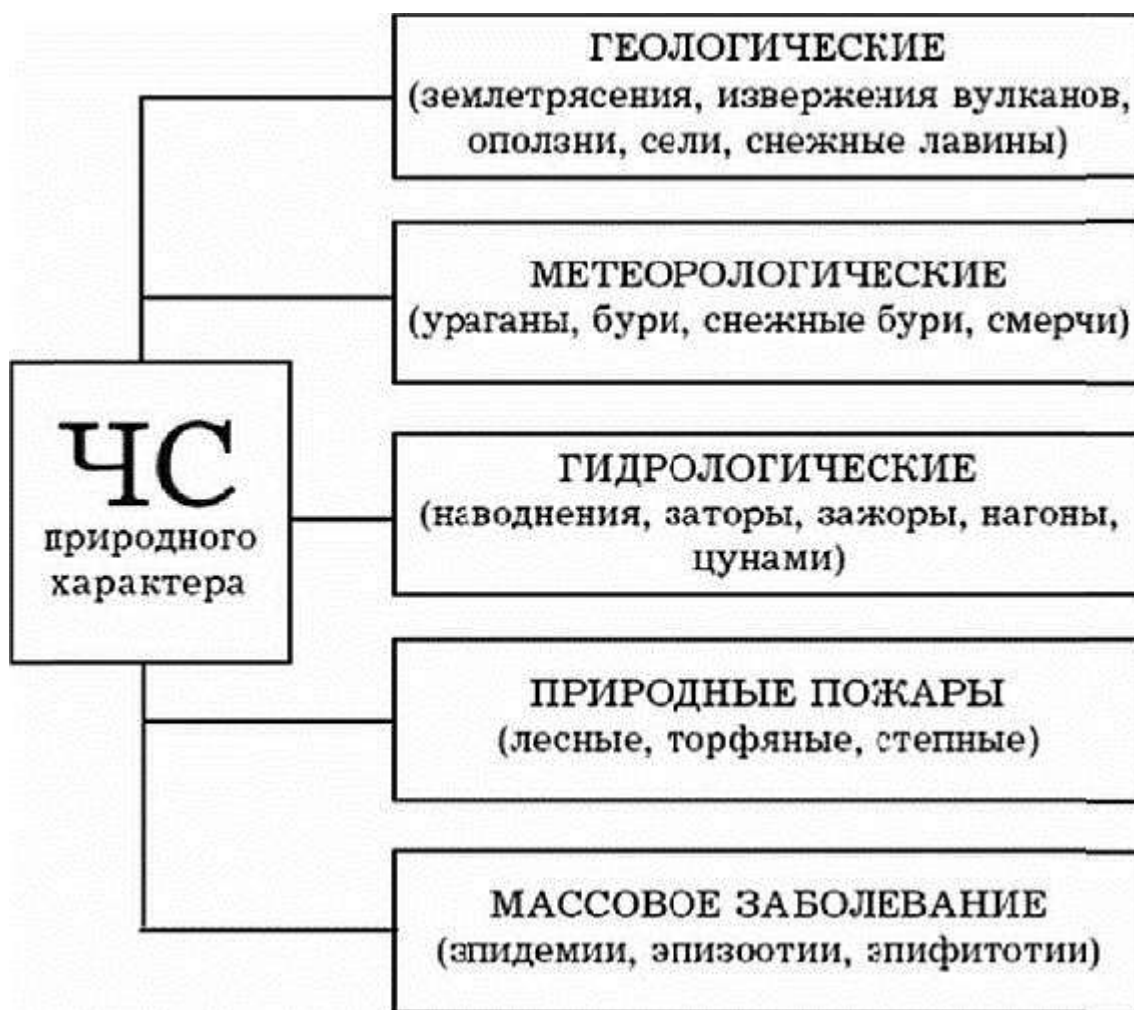 ГЕОЛОГИЧЕСКИЕ
(землетрясения, извержения вулканов,
оползни, сели, снежные лавины)
МЕТЕОРОЛОГИЧЕСКИЕ
(ураганы, бури, снежные бури, смерчи)
ЧС
природного
характера
ГИДРОЛОГИЧЕСКИЕ
(наводнения, заторы, зажоры, нагоны,
цунами)
ПРИРОДНЫЕ ПОЖАРЫ
(лесные, торфяные, степные)
МАССОВОЕ ЗАБОЛЕВАНИЕ
(эпидемии, эпизоотии, эпифитотии)